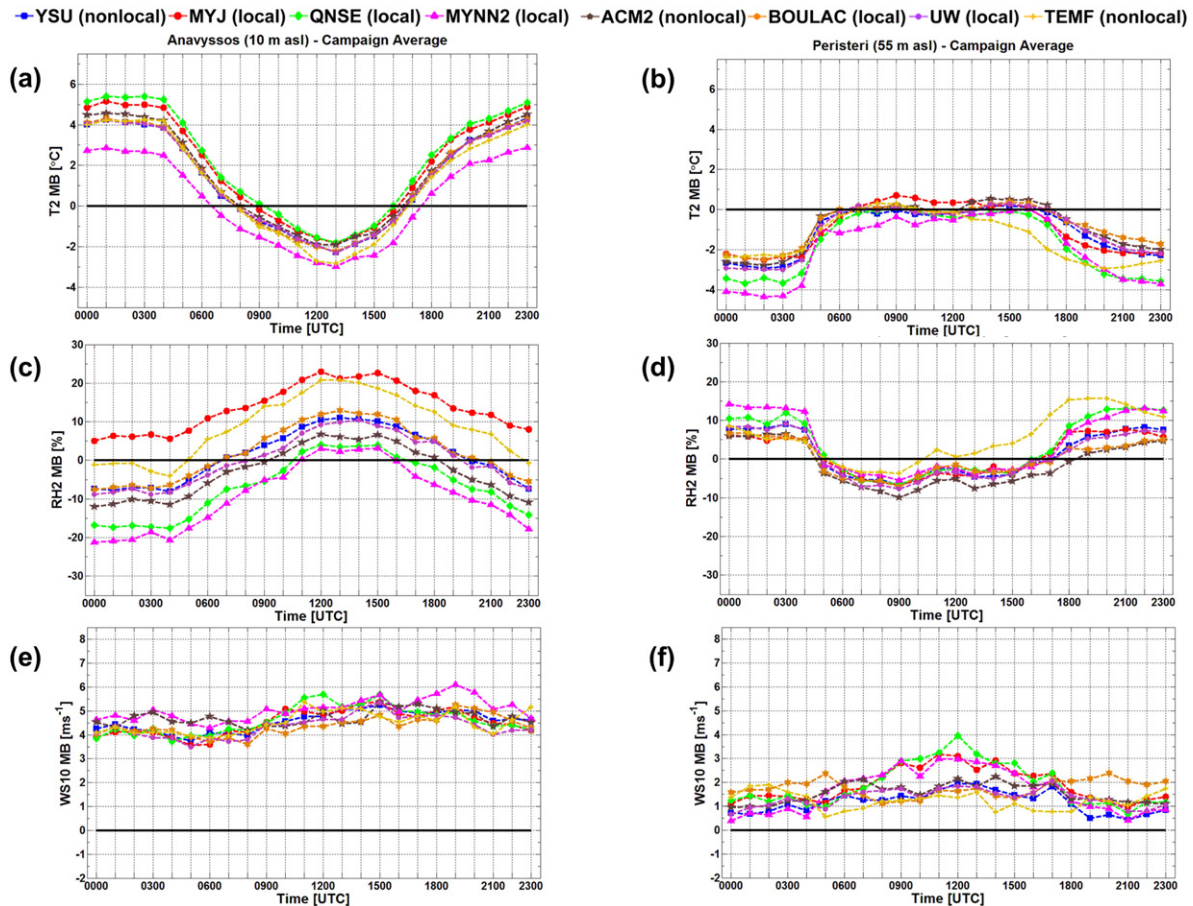 YSU (nonlocal) MYJ (local) QNSE (local) MYNN2 (local) ACM2 (nonlocal) BOULAC (local) UW (local) TEMF (nonlocal)
Anavyssos (10 m asl) - Campaign Average
(a)
T2 MB [°C]
6
4
2
0
-2
-4
0000 0300 0600 0900 1200 1500 1800 2100 2300
Time [UTC]
Peristeri (55 m asl) - Campaign Average
(b)
T2 MB [°C]
6
4
2
0
-2
-4
0000 0300 0600 0900 1200 1500 1800 2100 2300
Time [UTC]
(c)
RH2 MB [%]
30
20
10
0
-10
-20
-30
0000 0300 0600 0900 1200 1500 1800 2100 2300
Time [UTC]
(d)
RH2 MB [%]
30
20
10
0
-10
-20
-30
0000 0300 0600 0900 1200 1500 1800 2100 2300
Time [UTC]
(e)
WS10 MB [ms-1]
8
7
6
5
4
3
2
1
0
-1
-2
0000 0300 0600 0900 1200 1500 1800 2100 2300
Time [UTC]
(f)
WS10 MB [ms-1]
8
7
6
5
4
3
2
1
0
-1
-2
0000 0300 0600 0900 1200 1500 1800 2100 2300
Time [UTC]